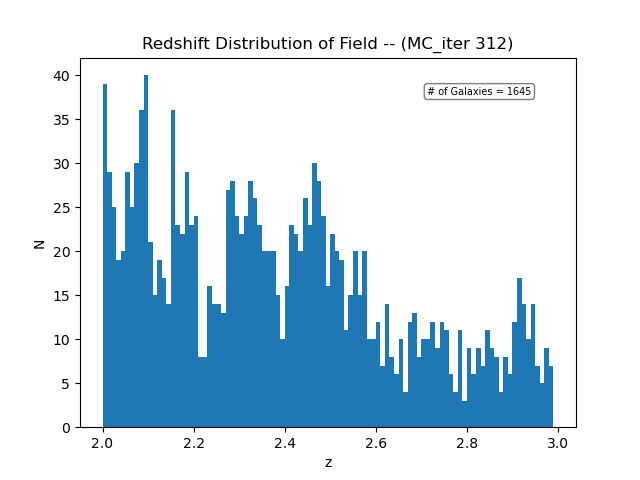 Redshift Distribution of Field -- (MC_iter 312)
# of Galaxies = 1645
N
40
35
30
25
20
15
10
5
0
2.0 2.2 2.4 2.6 2.8 3.0
z